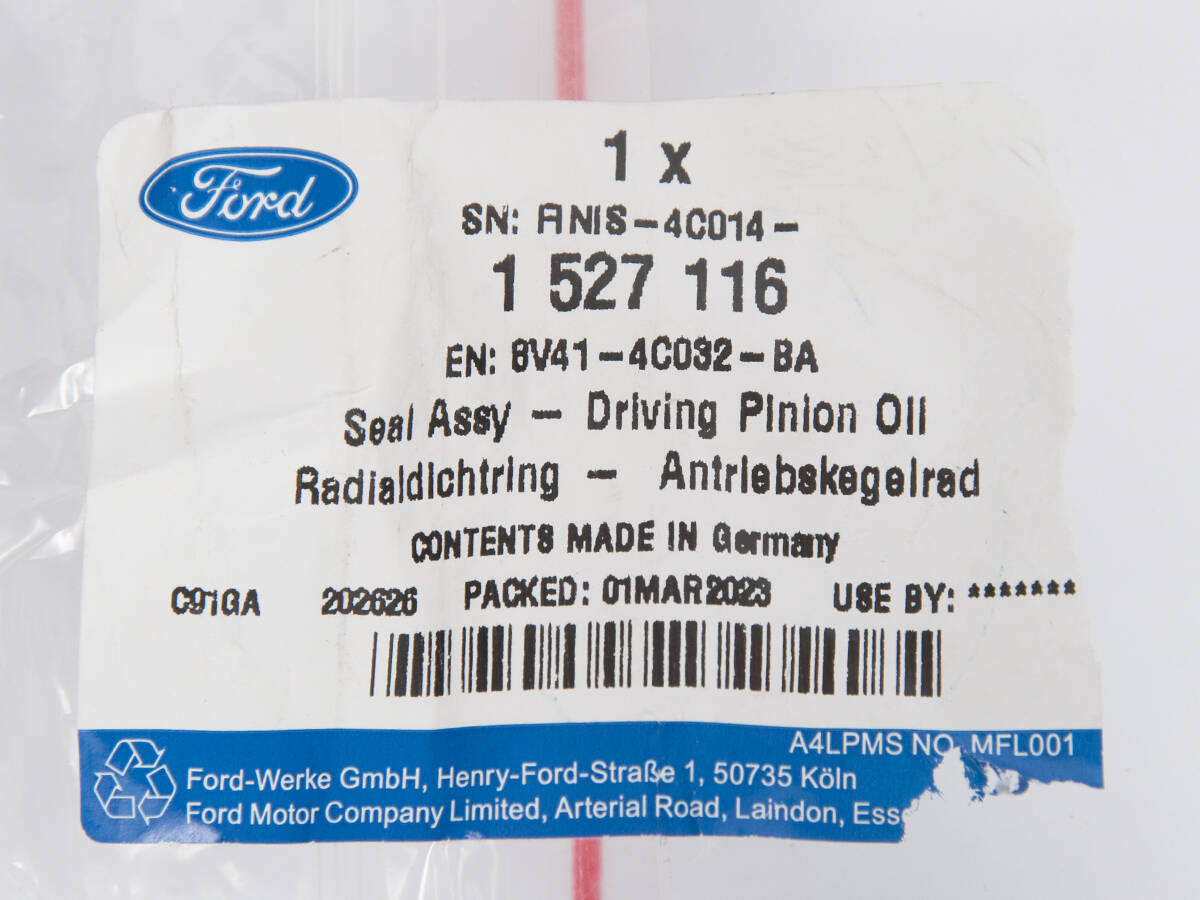 Ford
1 x
SN: FINIS-4C014-
1 527 116
EN: 8V41-4C032-BA
Seal Assy - Driving Pinion Oil
Radialdichtring - Antriebskegelrad
CONTENTS MADE IN Germany
C91GA 202626 PACKED: 01MAR2023 USE BY: *******
A4LPMS NO. MFL001
Ford-Werke GmbH, Henry-Ford-Straße 1, 50735 Köln
Ford Motor Company Limited, Arterial Road, Laindon,